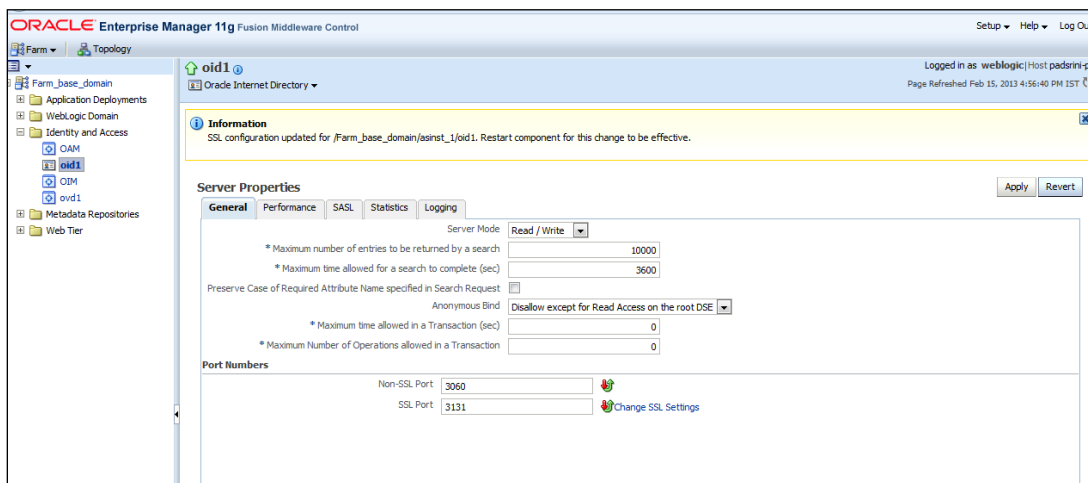 ORACLE Enterprise Manager 11g Fusion Middleware Control
Setup Help Log Ou
Farm Topology
Farm_base_domain
Application Deployments
WebLogic Domain
Identity and Access
OAM
oid1
OIM
ovd1
Metadata Repositories
Web Tier
oid1
Logged in as weblogic|Host padsrini-p
Oracle Internet Directory
Page Refreshed Feb 15, 2013 4:56:40 PM IST
Information
SSL configuration updated for /Farm_base_domain/asinst_1/oid1. Restart component for this change to be effective.
Server Properties
Apply Revert
General Performance SASL Statistics Logging
Server Mode Read / Write
* Maximum number of entries to be returned by a search 10000
* Maximum time allowed for a search to complete (sec) 3600
Preserve Case of Required Attribute Name specified in Search Request
Anonymous Bind Disallow except for Read Access on the root DSE
* Maximum time allowed in a Transaction (sec) 0
* Maximum Number of Operations allowed in a Transaction 0
Port Numbers
Non-SSL Port 3060
SSL Port 3131 Change SSL Settings